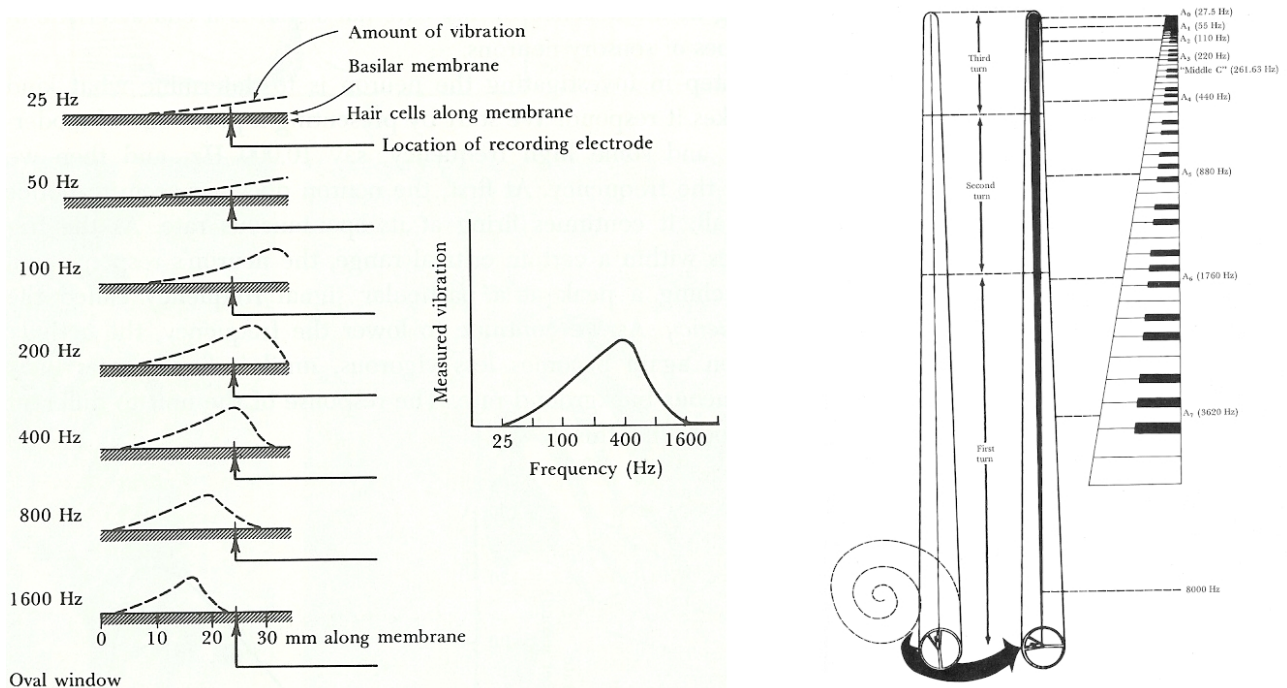 Amount of vibration
Basilar membrane
25 Hz
Hair cells along membrane
Location of recording electrode
50 Hz
100 Hz
200 Hz
400 Hz
800 Hz
1600 Hz
0 10 20 30 mm along membrane
Oval window
Measured vibration
25 100 400 1600
Frequency (Hz)
Third
turn
Second
turn
First
turn
A₀ (27.5 Hz)
A₁ (55 Hz)
A₂ (110 Hz)
A₃ (220 Hz)
"Middle C" (261.63 Hz)
A₄ (440 Hz)
A₅ (880 Hz)
A₆ (1760 Hz)
A₇ (3620 Hz)
8000 Hz